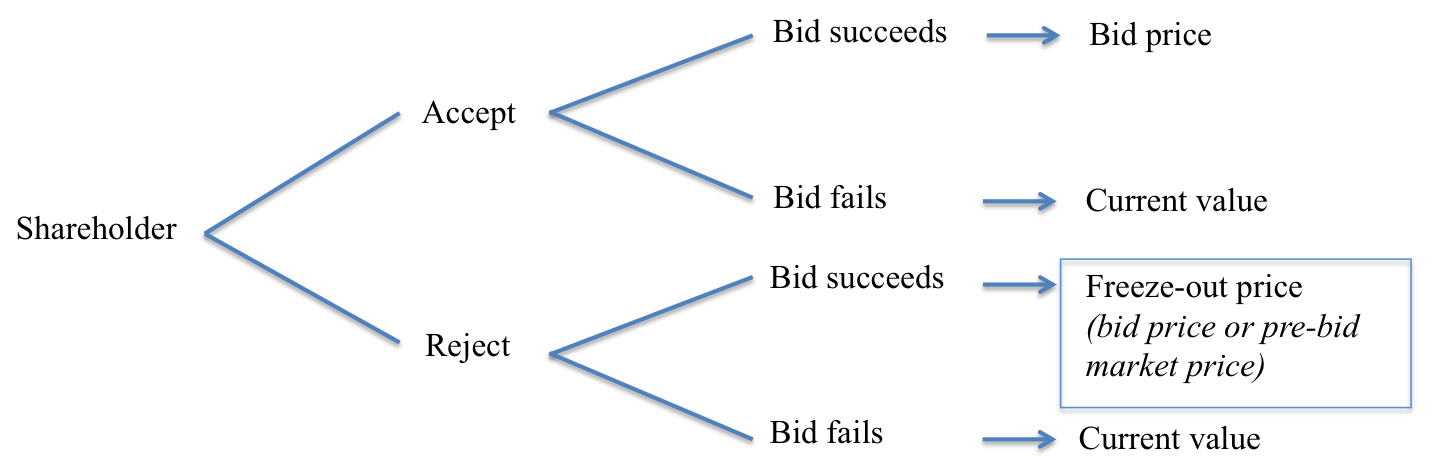 Bid succeeds
Bid price
Accept
Bid fails
Current value
Shareholder
Bid succeeds
Freeze-out price
(bid price or pre-bid
market price)
Reject
Bid fails
Current value